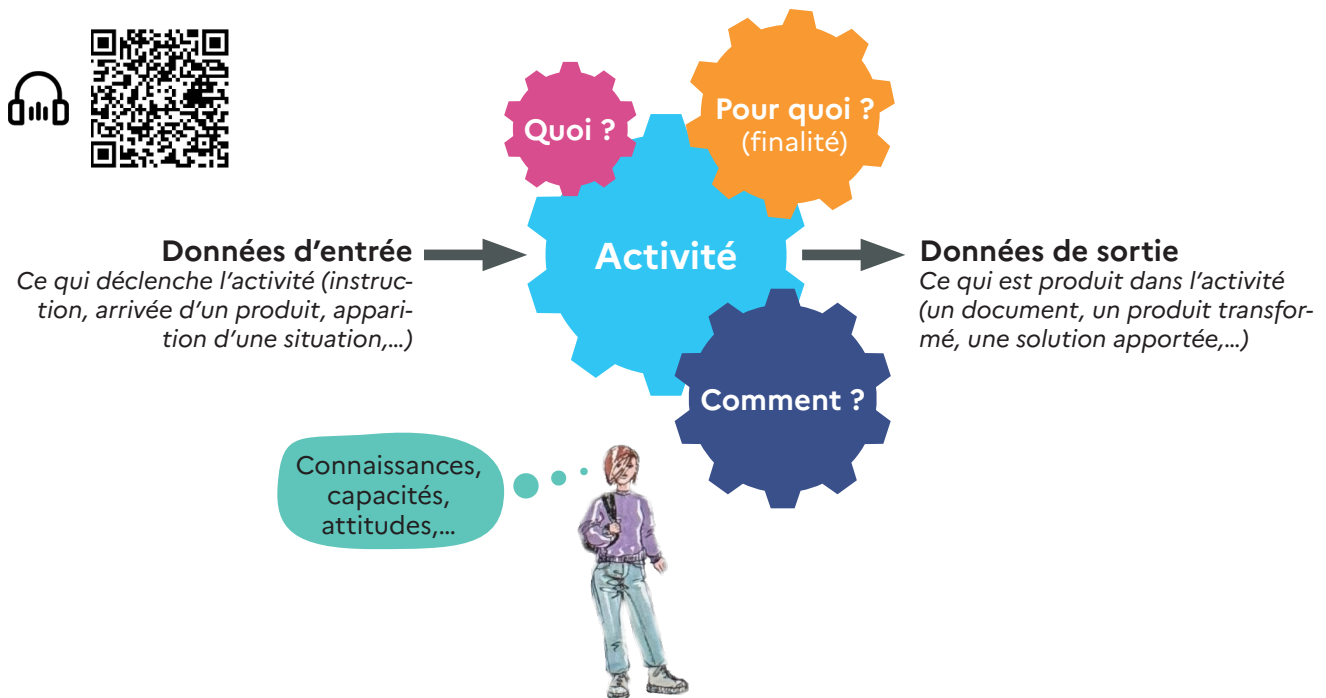 Quoi ?
Pour quoi ?
(finalité)
Données d'entrée
Ce qui déclenche l'activité (instruc-
tion, arrivée d'un produit, appari-
tion d'une situation,...)
Activité
Données de sortie
Ce qui est produit dans l'activité
(un document, un produit transfor-
mé, une solution apportée,...)
Comment ?
Connaissances,
capacités,
attitudes,...